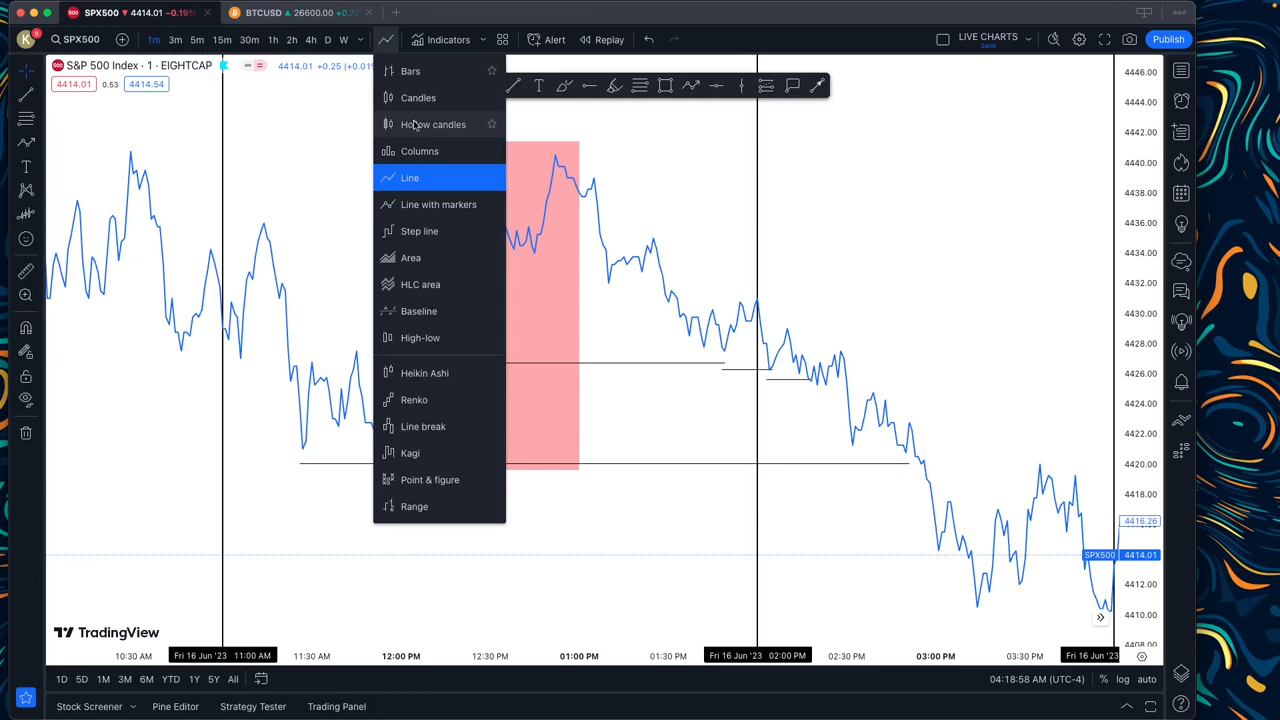 500 SPX500 ▼ 4414.01 −0.19%
BTCUSD ▲ 26600.00
K 8 SPX500 1m 3m 5m 15m 30m 1h 2h 4h D W Indicators Alert Replay LIVE CHARTS Save Publish
500 S&P 500 Index · 1 · EIGHTCAP 4414.01 +0.25
4414.01 0.53 4414.54
Bars
Candles
Hollow candles
Columns
Line
Line with markers
Step line
Area
HLC area
Baseline
High-low
Heikin Ashi
Renko
Line break
Kagi
Point & figure
Range
4446.00
4444.00
4442.00
4440.00
4438.00
4436.00
4434.00
4432.00
4430.00
4428.00
4426.00
4424.00
4422.00
4420.00
4418.00
4416.26
SPX500 4414.01
4412.00
4410.00
4408.00
TradingView
10:30 AM Fri 16 Jun '23 11:00 AM 11:30 AM 12:00 PM 12:30 PM 01:00 PM 01:30 PM Fri 16 Jun '23 02:00 PM 02:30 PM 03:00 PM 03:30 PM Fri 16 Jun '23
1D 5D 1M 3M 6M YTD 1Y 5Y All 04:18:58 AM (UTC-4) % log auto
Stock Screener Pine Editor Strategy Tester Trading Panel